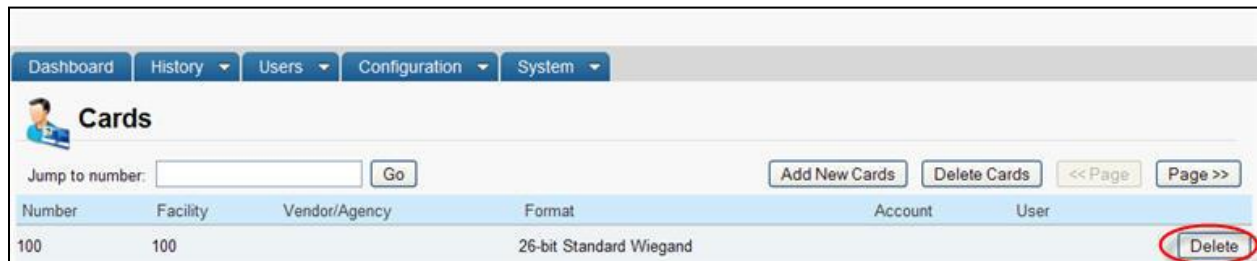 Dashboard History Users Configuration System
Cards
Jump to number: Go Add New Cards Delete Cards << Page Page >>
Number Facility Vendor/Agency Format Account User
100 100 26-bit Standard Wiegand Delete